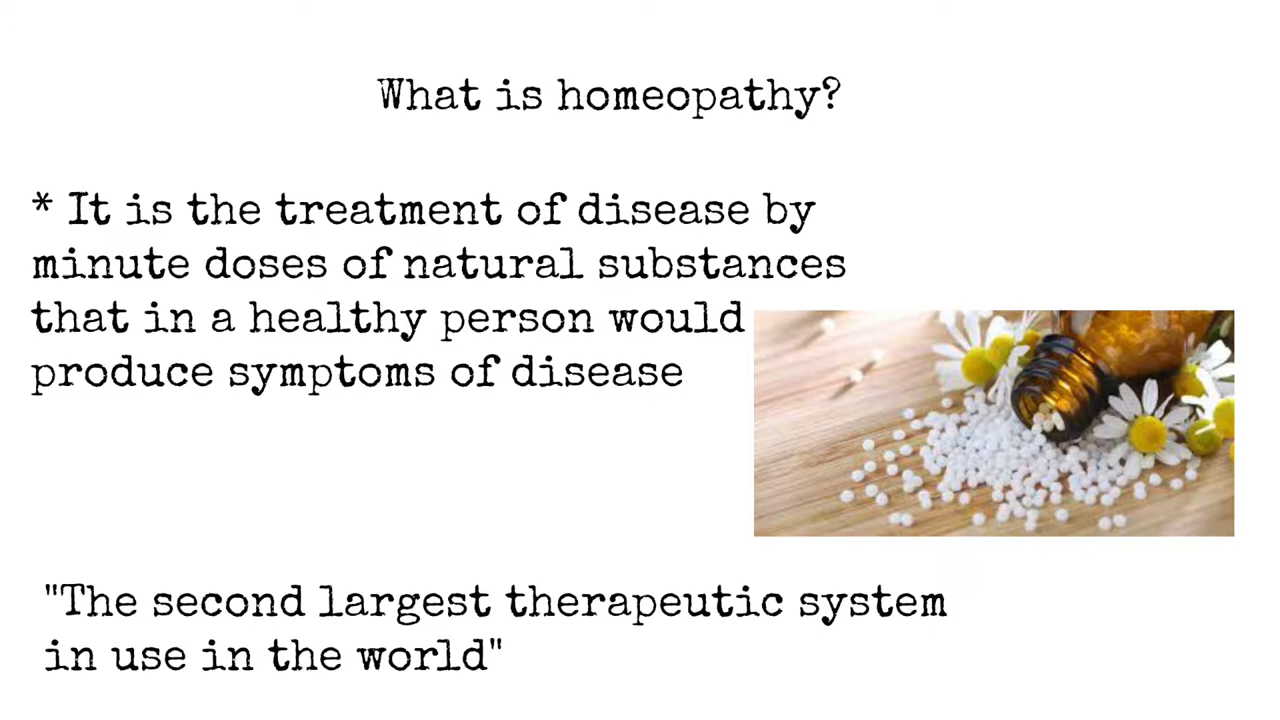 What is homeopathy?
* It is the treatment of disease by
minute doses of natural substances
that in a healthy person would
produce symptoms of disease
"The second largest therapeutic system
in use in the world"